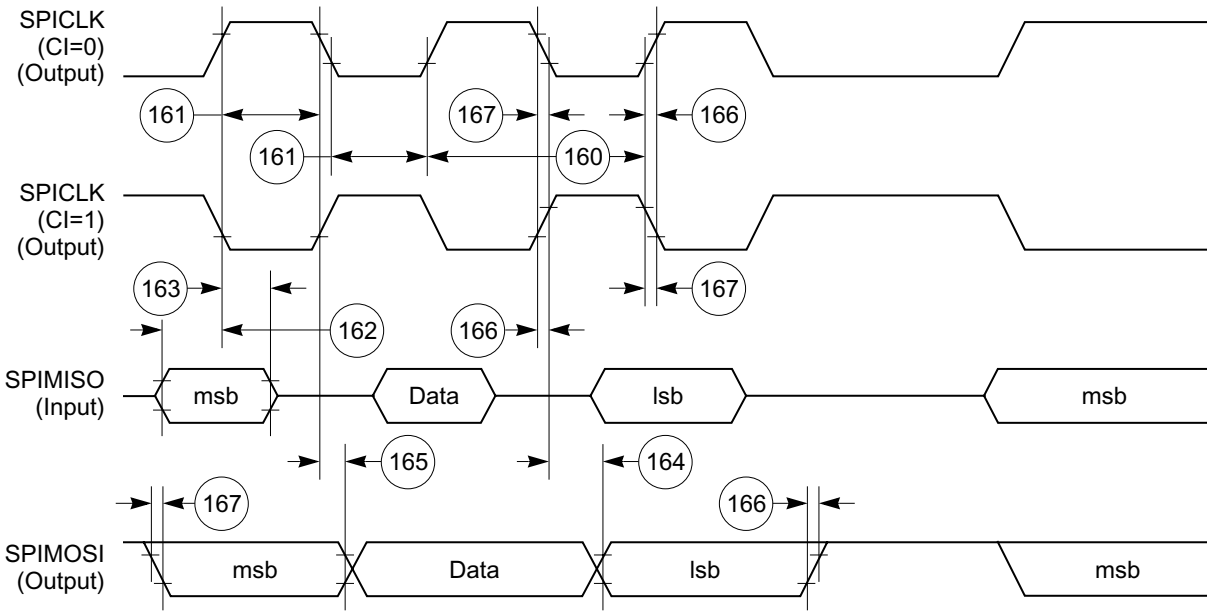 SPICLK
(CI=0)
(Output)
161
167
166
161
160
SPICLK
(CI=1)
(Output)
163
167
162
166
SPIMISO
(Input)
msb
Data
lsb
msb
165
164
167
166
SPIMOSI
(Output)
msb
Data
lsb
msb